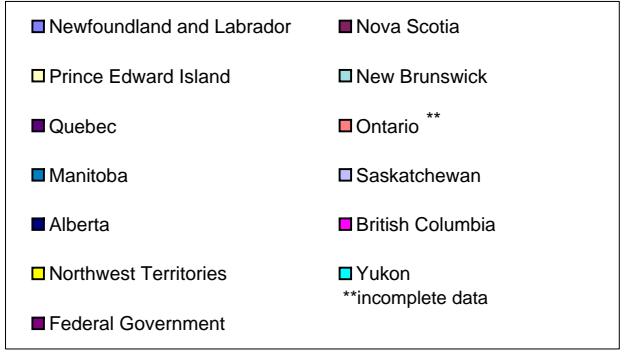 Newfoundland and Labrador
Nova Scotia
Prince Edward Island
New Brunswick
Quebec
Ontario **
Manitoba
Saskatchewan
Alberta
British Columbia
Northwest Territories
Yukon
**incomplete data
Federal Government